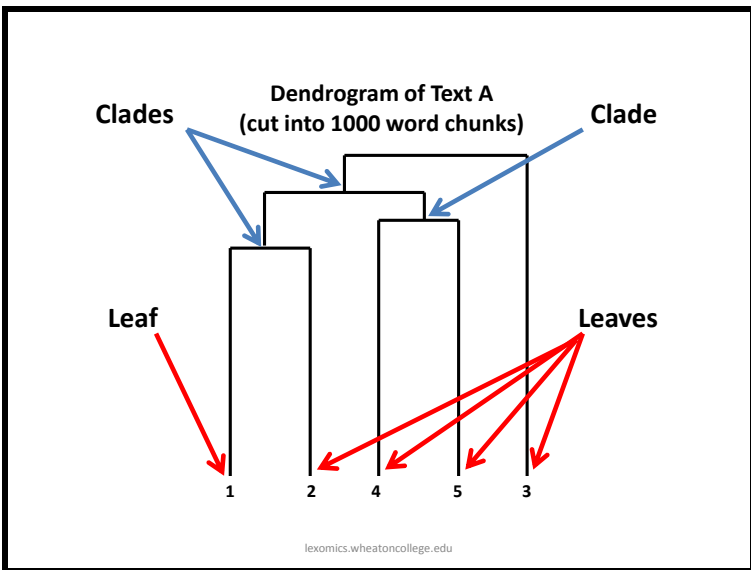 Dendrogram of Text A
(cut into 1000 word chunks)
Clades
Clade
Leaf
Leaves
1 2 4 5 3
lexomics.wheatoncollege.edu